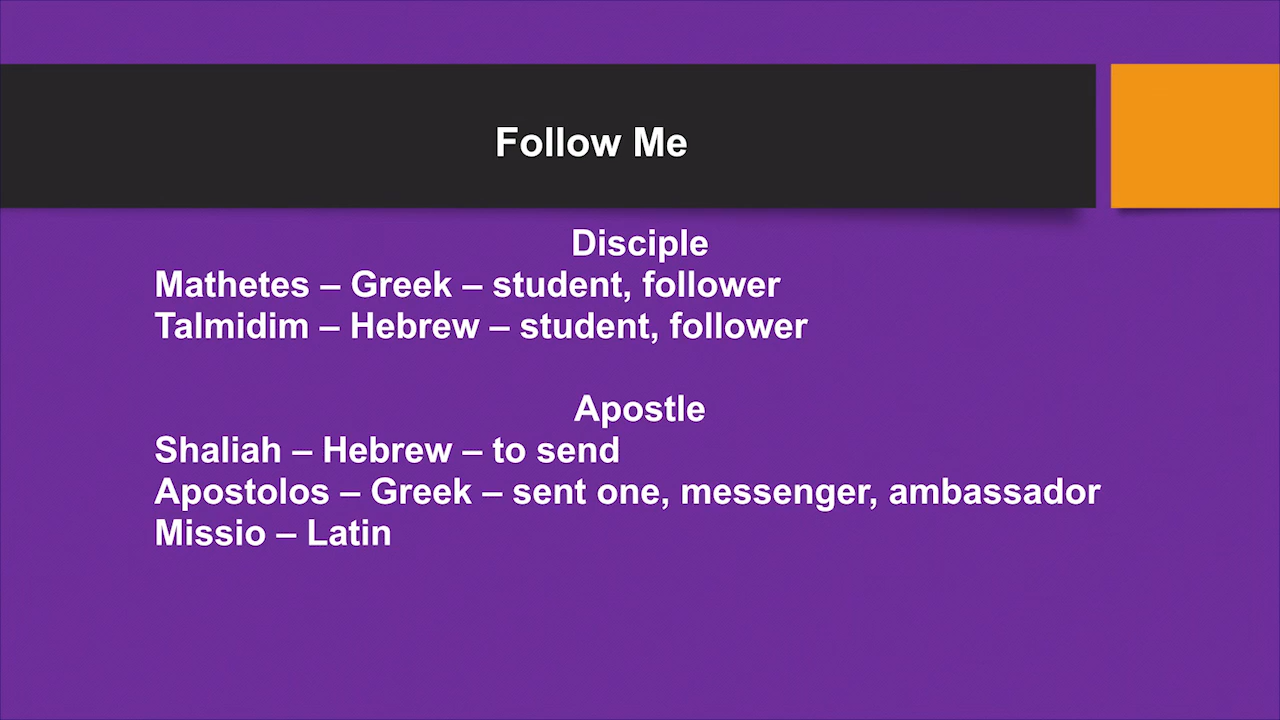 Follow Me
Disciple
Mathetes – Greek – student, follower
Talmidim – Hebrew – student, follower
Apostle
Shaliah – Hebrew – to send
Apostolos – Greek – sent one, messenger, ambassador
Missio – Latin